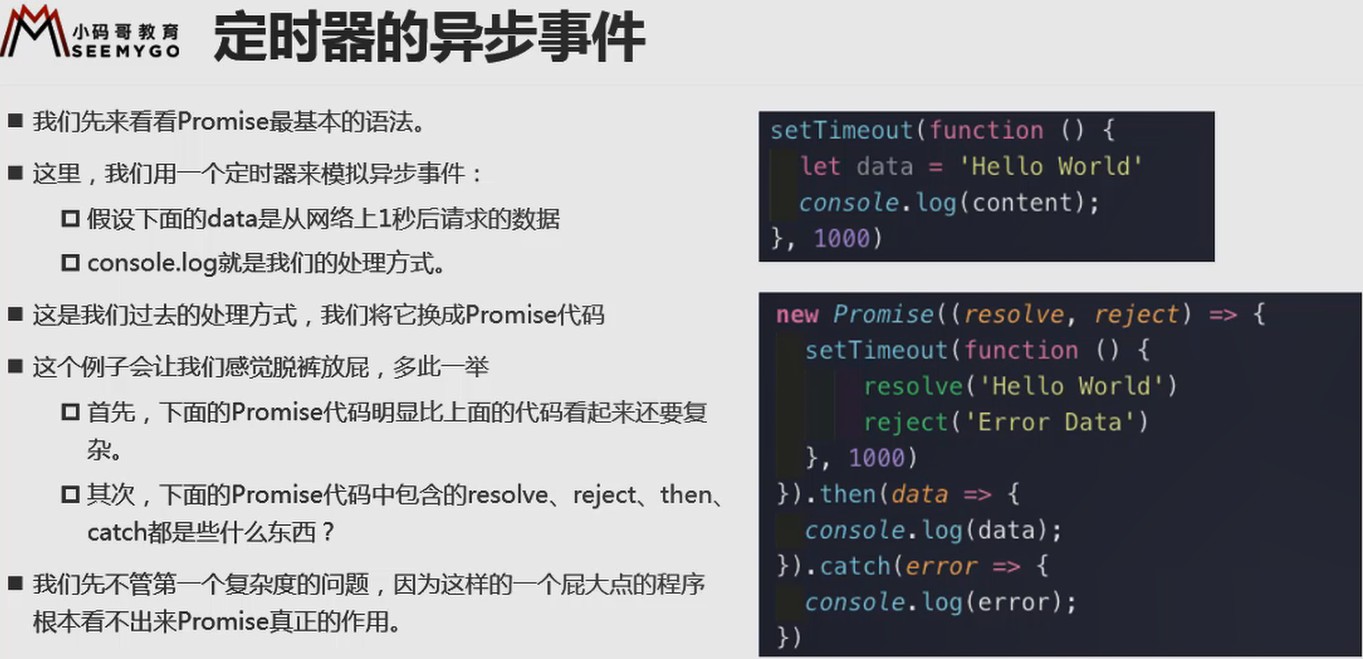 小码哥教育
SEEMYGO
定时器的异步事件
■ 我们先来看看Promise最基本的语法。
■ 这里，我们用一个定时器来模拟异步事件：
假设下面的data是从网络上1秒后请求的数据
console.log就是我们的处理方式。
■ 这是我们过去的处理方式，我们将它换成Promise代码
■ 这个例子会让我们感觉脱裤放屁，多此一举
首先，下面的Promise代码明显比上面的代码看起来还要复
杂。
其次，下面的Promise代码中包含的resolve、reject、then、
catch都是些什么东西？
■ 我们先不管第一个复杂度的问题，因为这样的一个屁大点的程序
根本看不出来Promise真正的作用。
setTimeout(function () {
let data = 'Hello World'
console.log(content);
}, 1000)
new Promise((resolve, reject) => {
setTimeout(function () {
resolve('Hello World')
reject('Error Data')
}, 1000)
}).then(data => {
console.log(data);
}).catch(error => {
console.log(error);
})